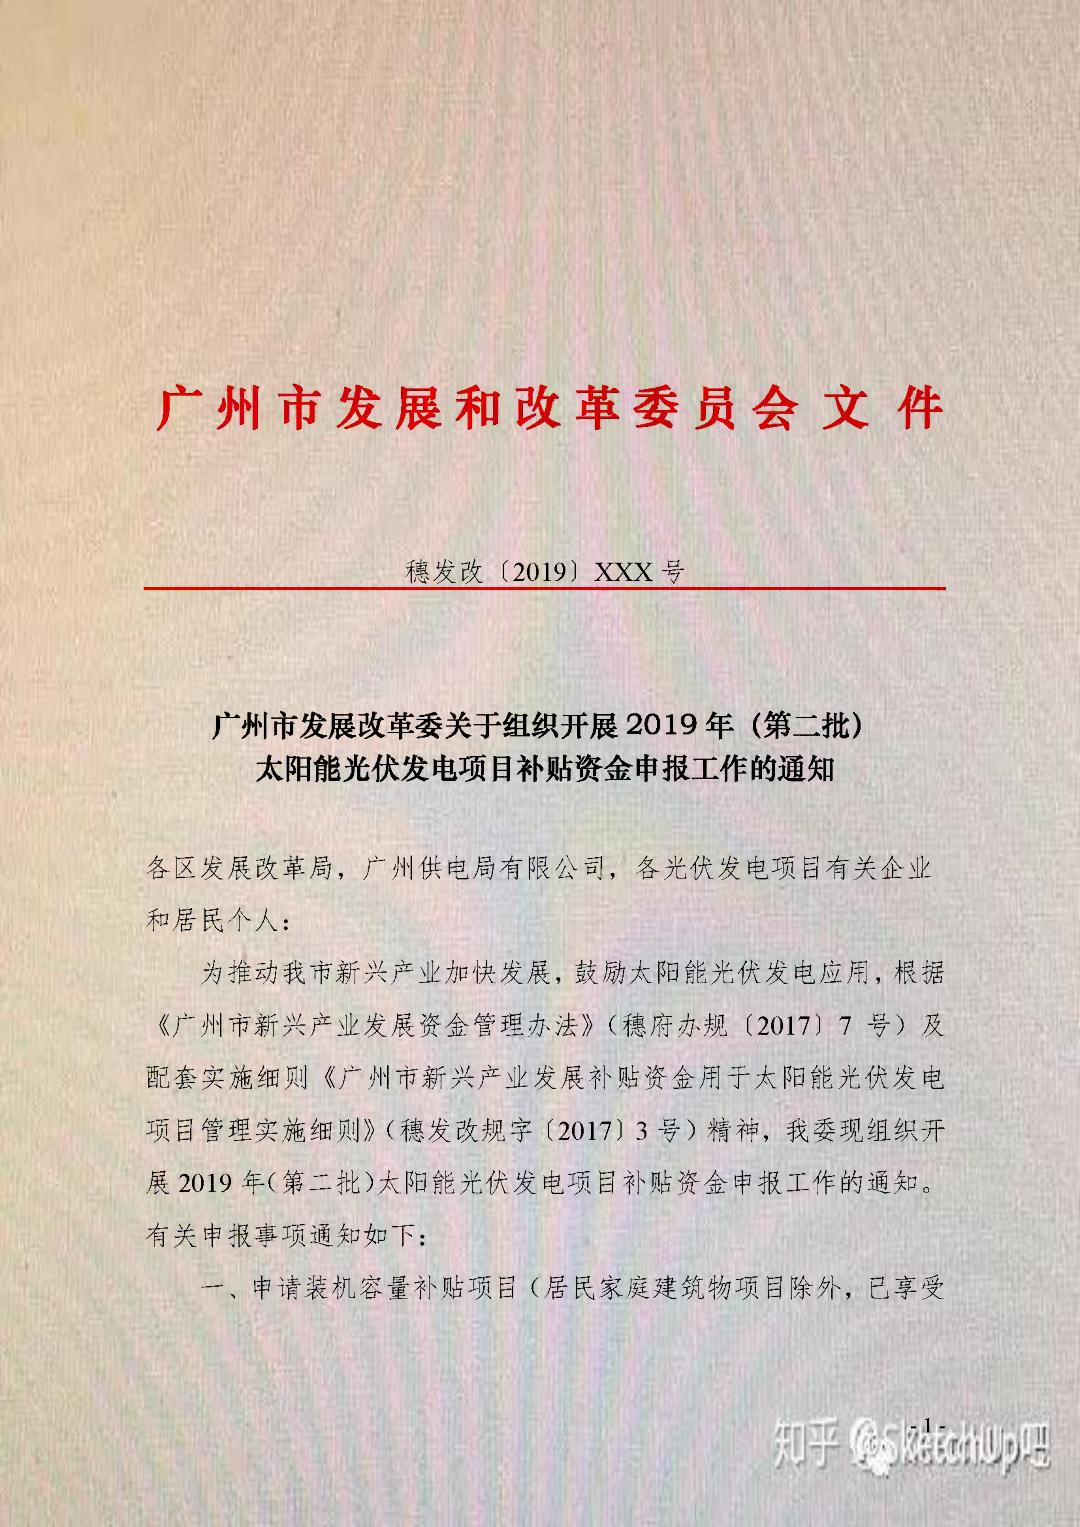 广州市发展和改革委员会文件
穗发改〔2019〕XXX号
广州市发展改革委关于组织开展2019年（第二批）
太阳能光伏发电项目补贴资金申报工作的通知
各区发展改革局，广州供电局有限公司，各光伏发电项目有关企业
和居民个人：
为推动我市新兴产业加快发展，鼓励太阳能光伏发电应用，根据
《广州市新兴产业发展资金管理办法》（穗府办规〔2017〕7 号）及
配套实施细则《广州市新兴产业发展补贴资金用于太阳能光伏发电
项目管理实施细则》（穗发改规字〔2017〕3号）精神，我委现组织开
展2019年（第二批）太阳能光伏发电项目补贴资金申报工作的通知。
有关申报事项通知如下：
一、申请装机容量补贴项目（居民家庭建筑物项目除外，已享受
- 1 -
知乎 @SketchUp吧